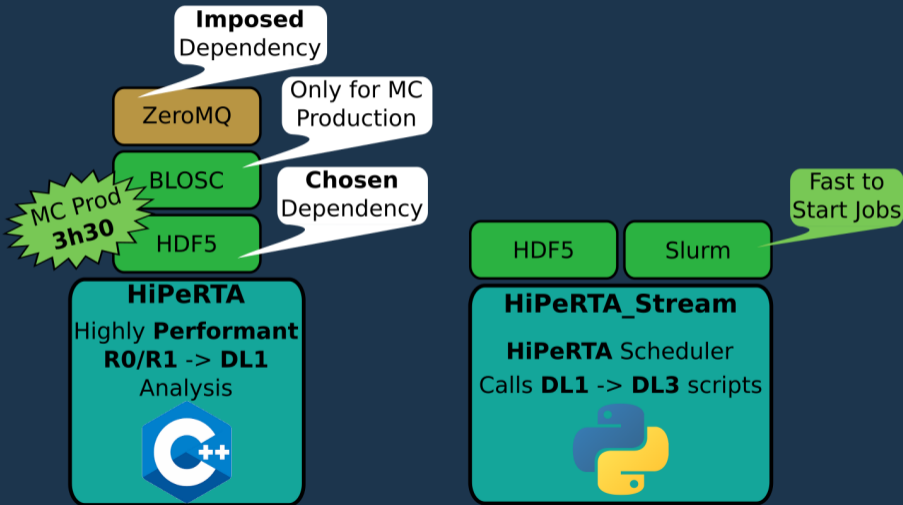 Imposed
Dependency
ZeroMQ
Only for MC
Production
BLOSC
MC Prod
3h30
Chosen
Dependency
HDF5
HiPeRTA
Highly Performant
R0/R1 -> DL1
Analysis
C++
Fast to
Start Jobs
HDF5
Slurm
HiPeRTA_Stream
HiPeRTA Scheduler
Calls DL1 -> DL3 scripts